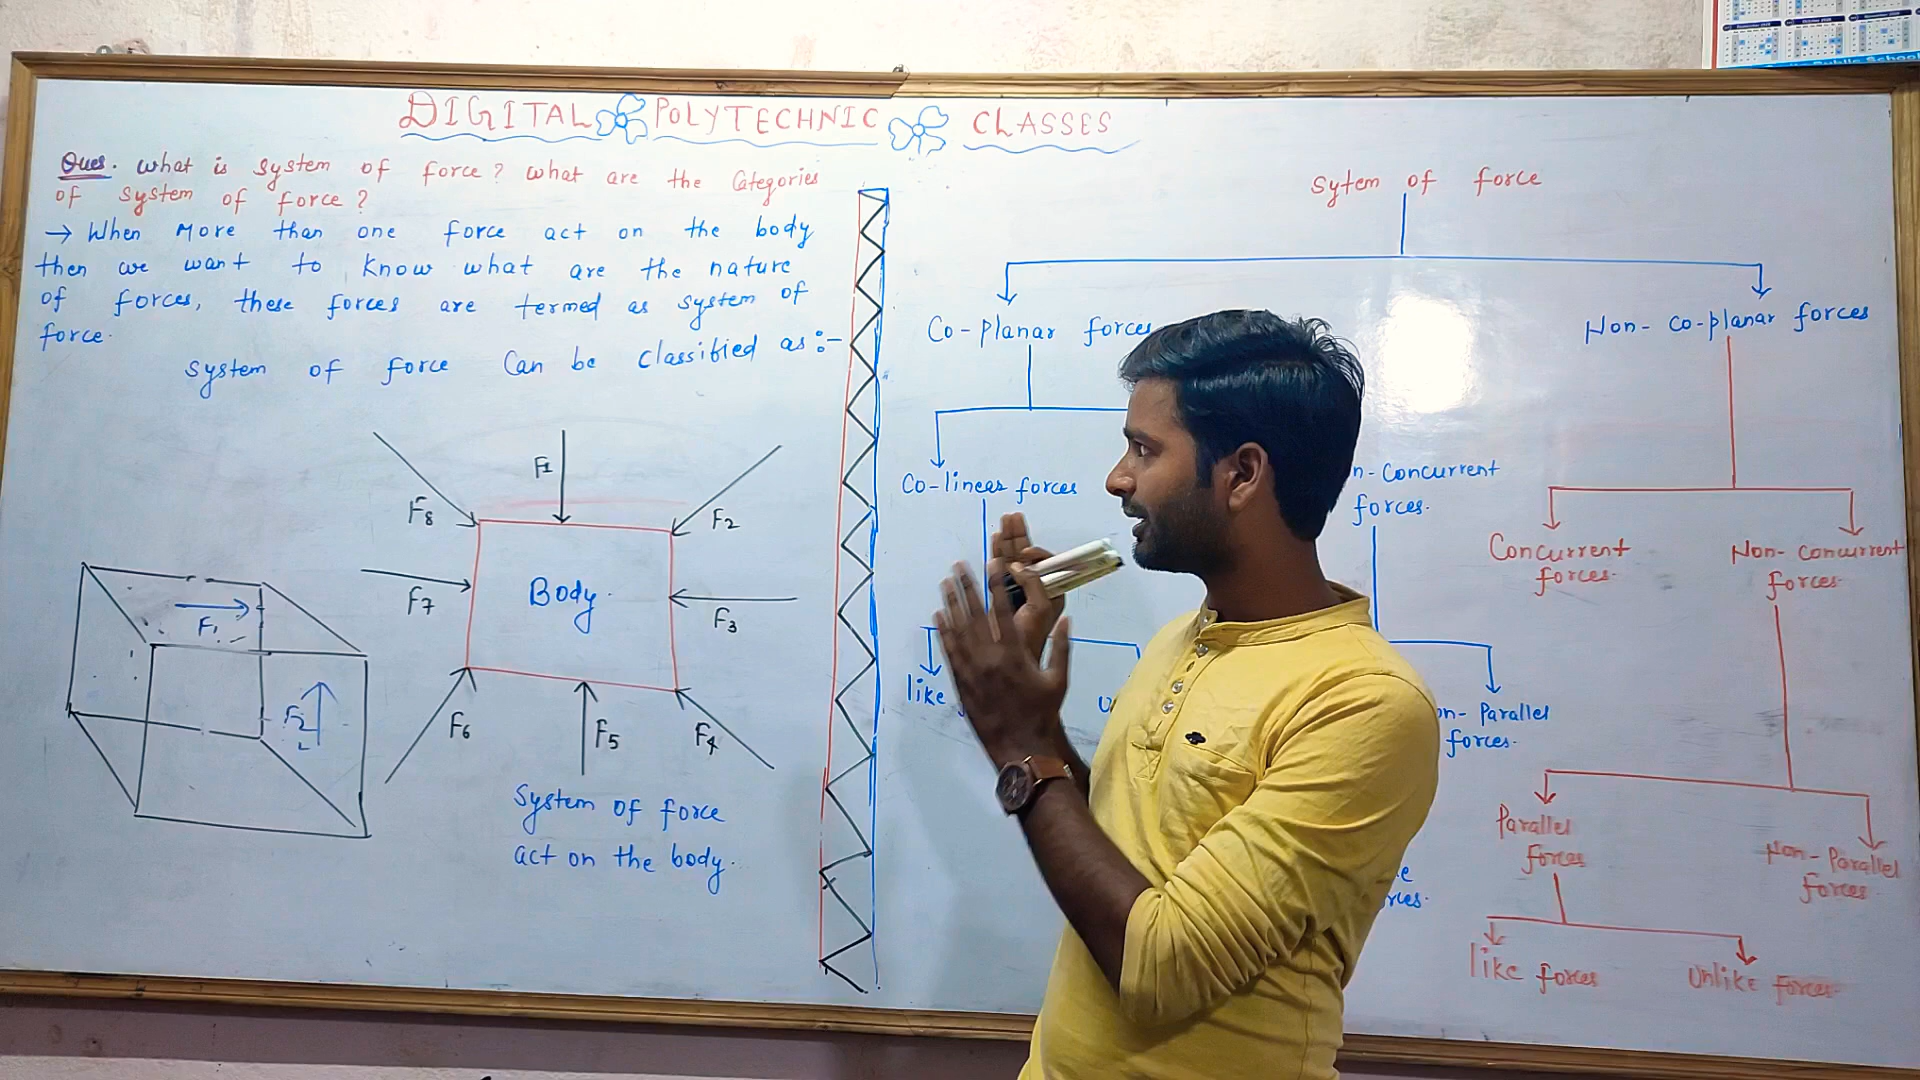 DIGITAL POLYTECHNIC CLASSES
Ques. What is system of force? What are the Categories
of system of force?
→ When More than one force act on the body
then we want to know what are the nature
of forces, these forces are termed as system of
force.
System of force Can be classified as:-
F1
F2
F3
F4
F5
F6
F7
F8
Body.
F1
F2
System of force
act on the body.
Sytem of force
Co-planar forces
Non-co-planar forces
Co-linear forces
n-Concurrent
forces.
Concurrent
forces.
Non-concurrent
forces.
like
on-Parallel
forces.
Parallel
forces
Non-Parallel
forces.
like forces
Unlike forces.